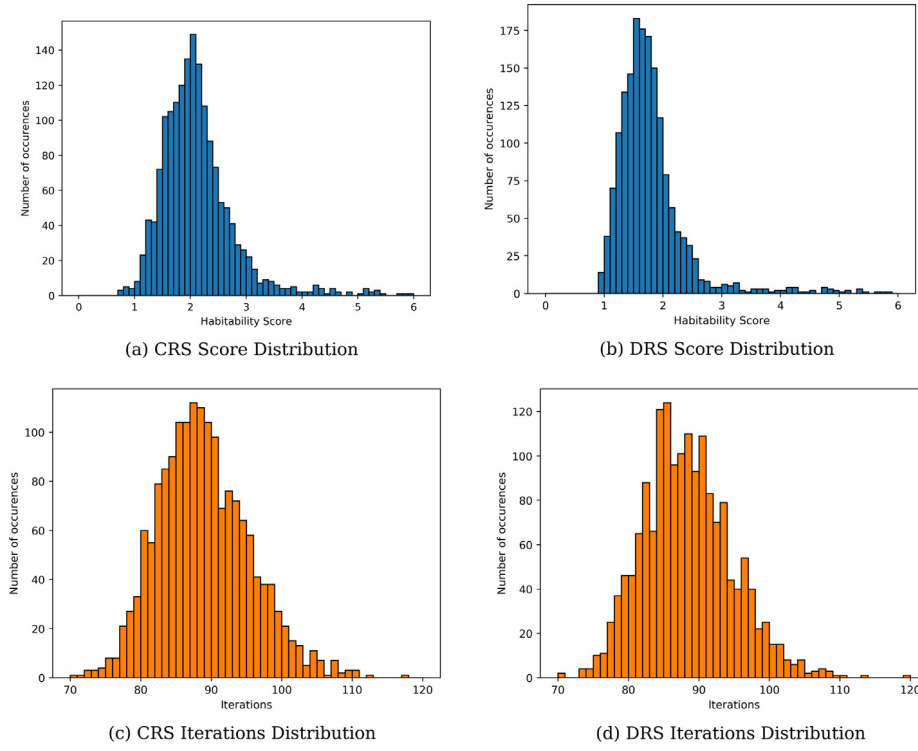 140
120
100
80
60
40
20
0
Number of occurences
0 1 2 3 4 5 6
Habitability Score
(a) CRS Score Distribution
175
150
125
100
75
50
25
0
Number of occurences
0 1 2 3 4 5 6
Habitability Score
(b) DRS Score Distribution
100
80
60
40
20
0
Number of occurences
70 80 90 100 110 120
Iterations
(c) CRS Iterations Distribution
120
100
80
60
40
20
0
Number of occurences
70 80 90 100 110 120
Iterations
(d) DRS Iterations Distribution